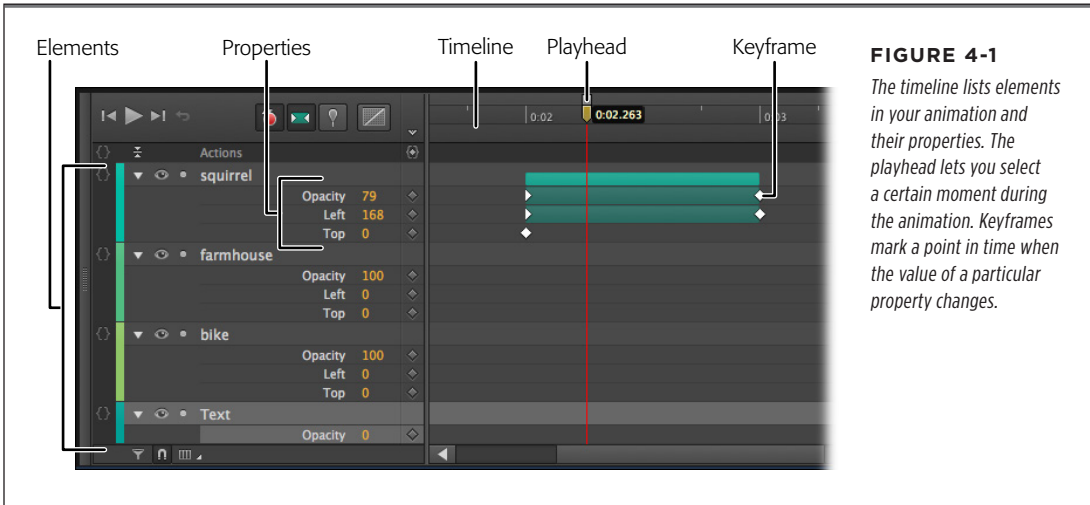 Elements Properties Timeline Playhead Keyframe
FIGURE 4-1
The timeline lists elements
in your animation and
their properties. The
playhead lets you select
a certain moment during
the animation. Keyframes
mark a point in time when
the value of a particular
property changes.
0:02 0:02.263 0:03
Actions
squirrel
Opacity 79
Left 168
Top 0
farmhouse
Opacity 100
Left 0
Top 0
bike
Opacity 100
Left 0
Top 0
Text
Opacity 0